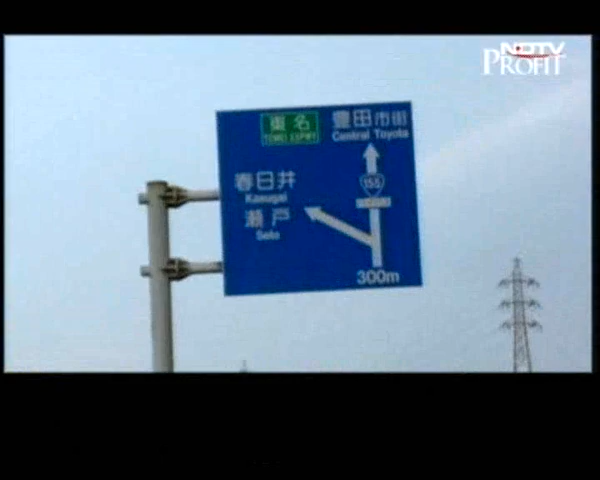 NDTV
PROFIT
東名
TOMEI EXPWY
豊田市街
Central Toyota
155
春日井
Kasugai
瀬戸
Seto
300m